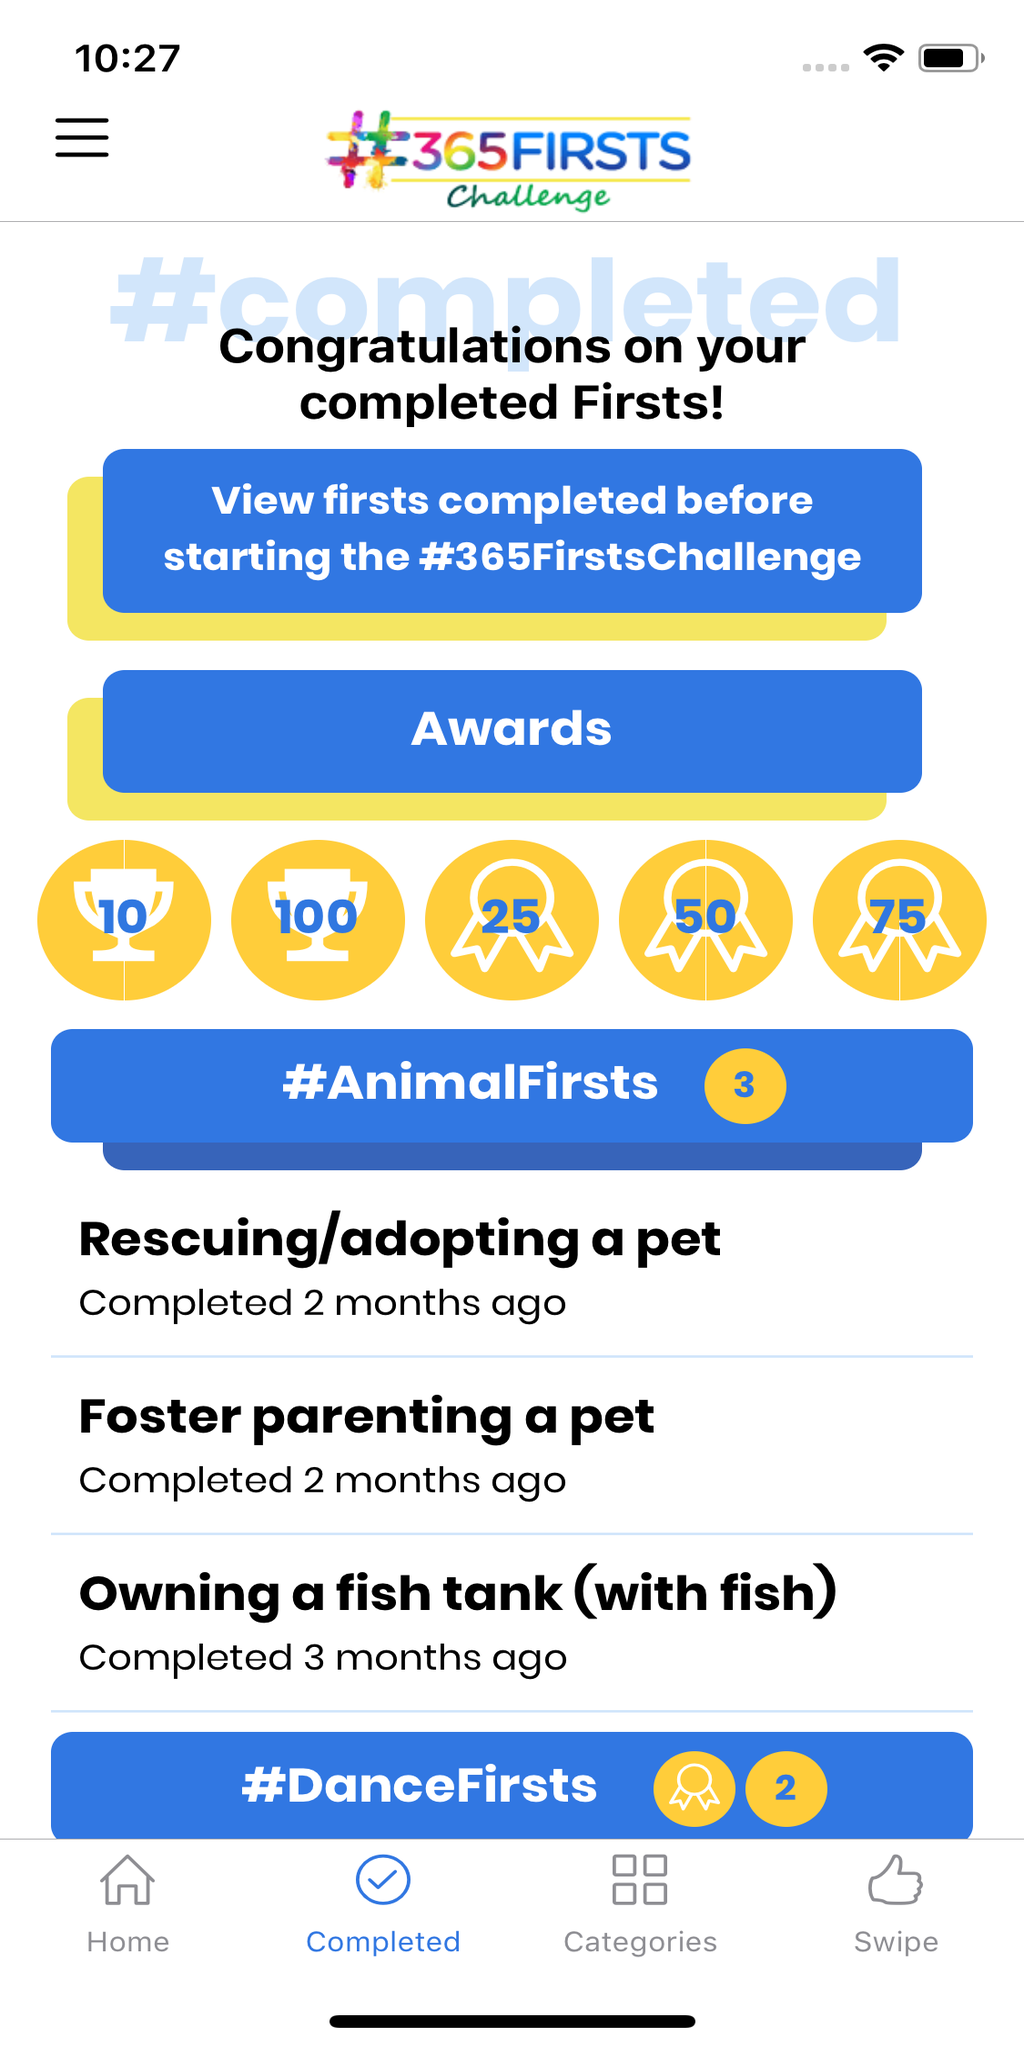 10:27
#365FIRSTS
Challenge
#completed
Congratulations on your
completed Firsts!
View firsts completed before
starting the #365FirstsChallenge
Awards
10 100 25 50 75
#AnimalFirsts 3
Rescuing/adopting a pet
Completed 2 months ago
Foster parenting a pet
Completed 2 months ago
Owning a fish tank (with fish)
Completed 3 months ago
#DanceFirsts 2
Home Completed Categories Swipe